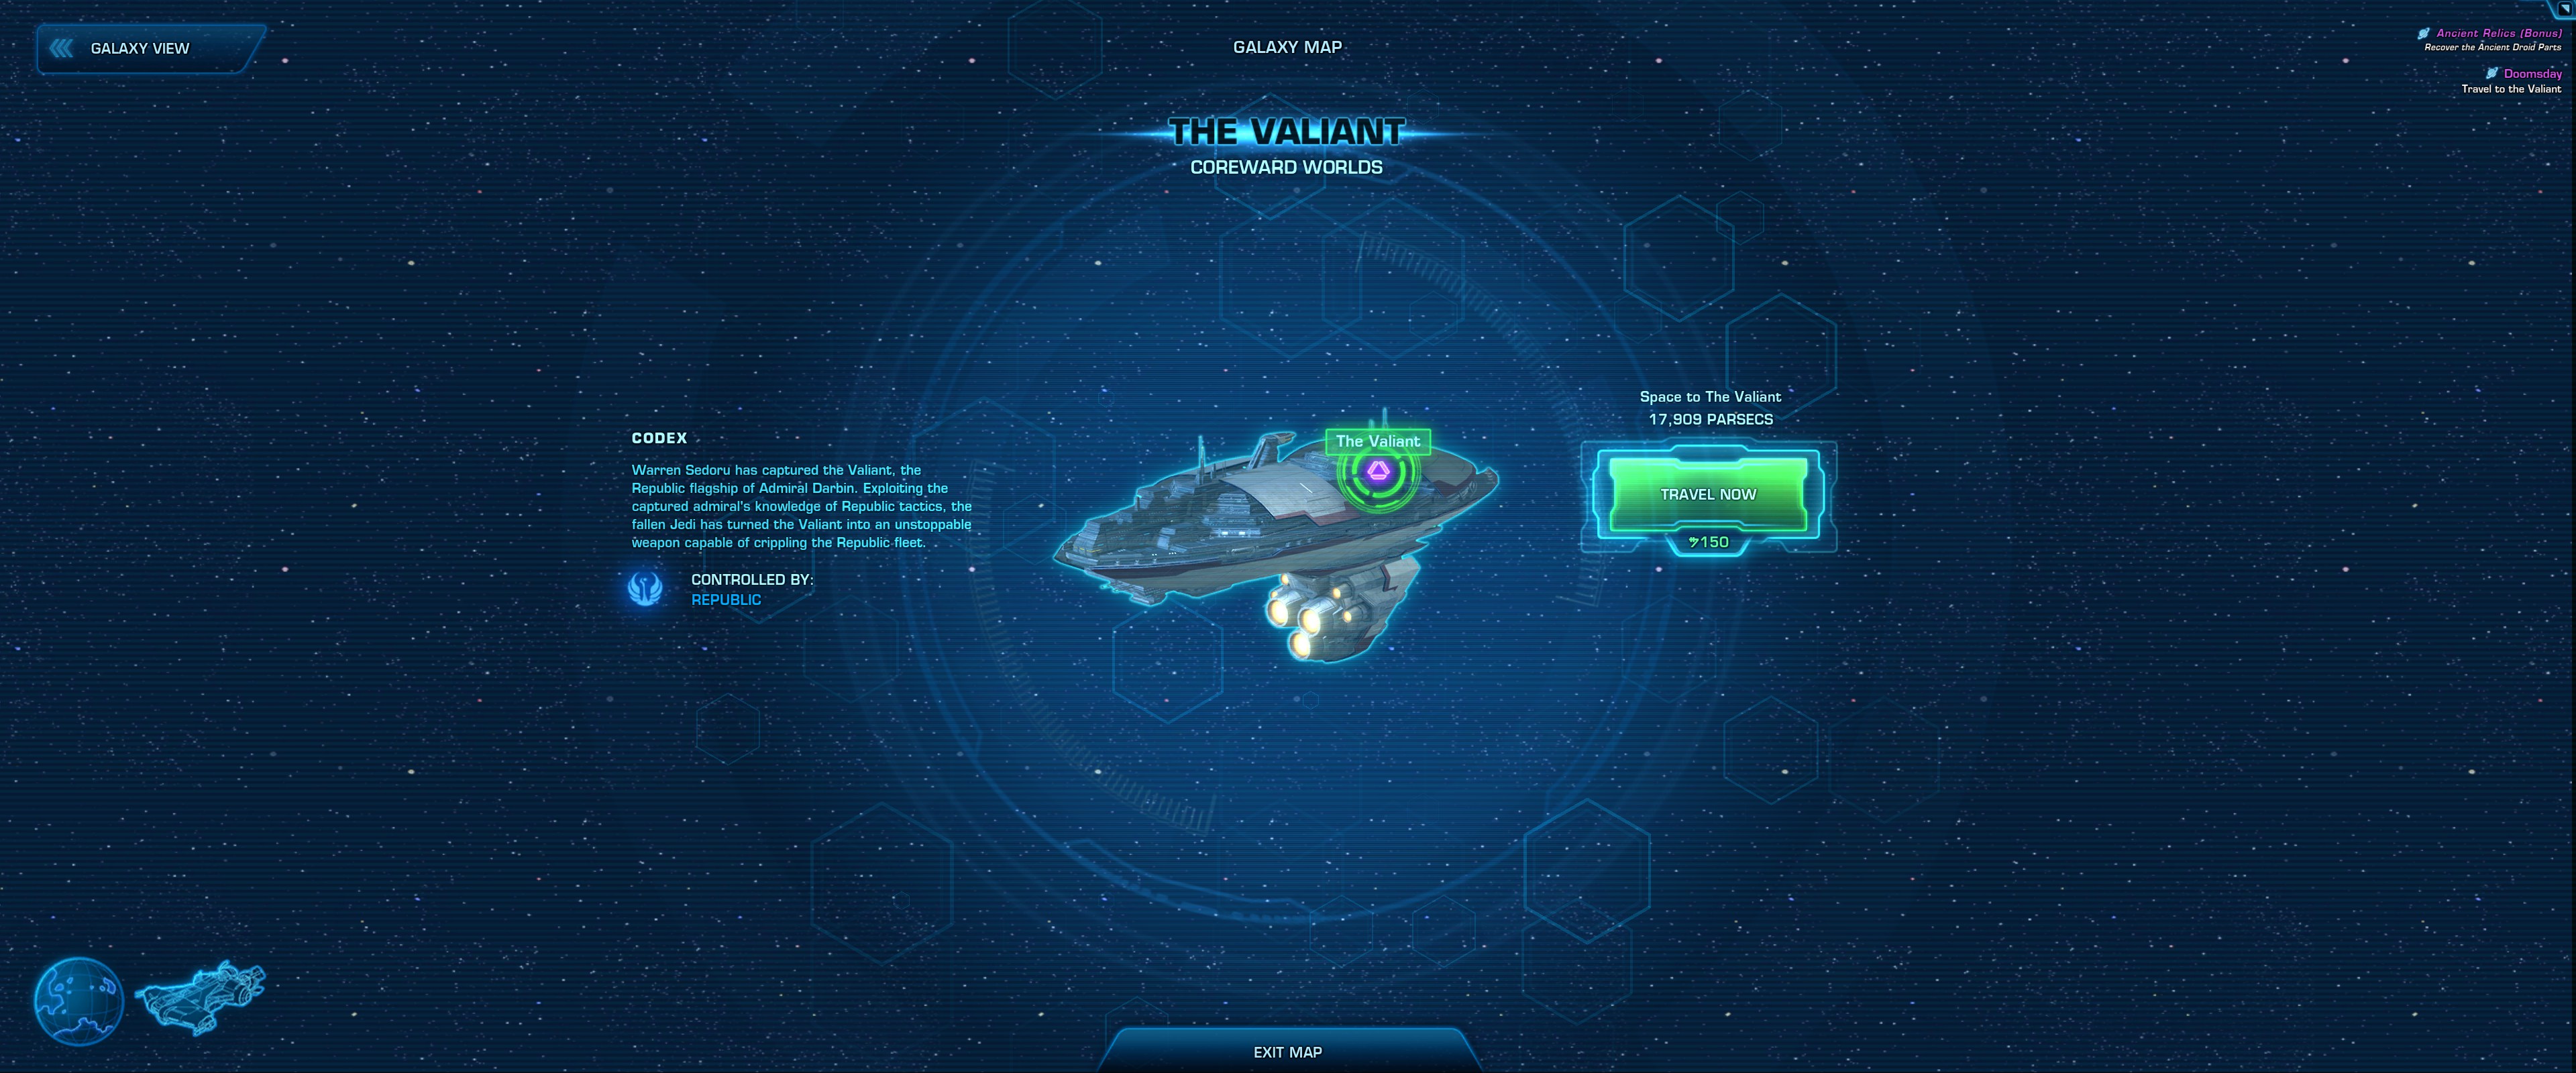 GALAXY VIEW
GALAXY MAP
Ancient Relics (Bonus)
Recover the Ancient Droid Parts
Doomsday
Travel to the Valiant
THE VALIANT
COREWARD WORLDS
CODEX
Warren Sedoru has captured the Valiant, the
Republic flagship of Admiral Darbin. Exploiting the
captured admiral's knowledge of Republic tactics, the
fallen Jedi has turned the Valiant into an unstoppable
weapon capable of crippling the Republic fleet.
CONTROLLED BY:
REPUBLIC
The Valiant
Space to The Valiant
17,909 PARSECS
TRAVEL NOW
150
EXIT MAP